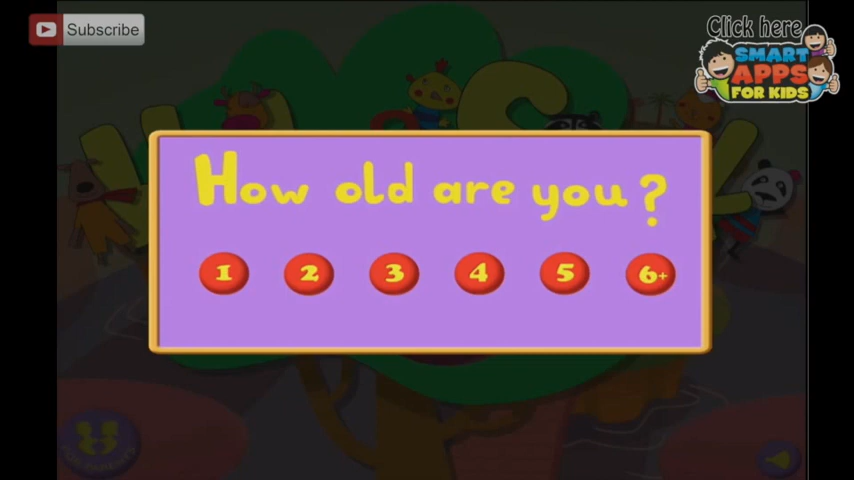 Subscribe
Click here
SMART
APPS
FOR KIDS
How old are you?
1 2 3 4 5 6+